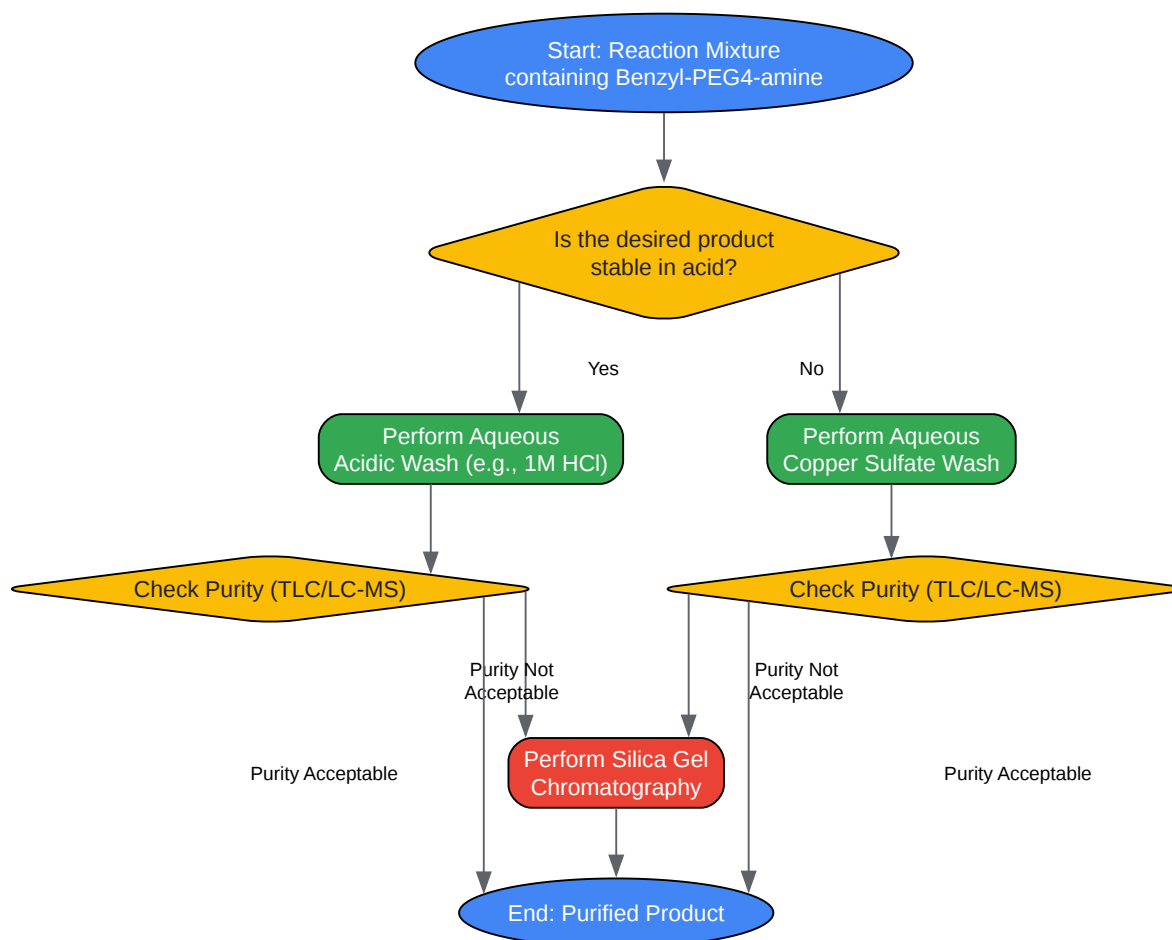 Start: Reaction Mixture
containing Benzyl-PEG4-amine
Is the desired product
stable in acid?
Yes
No
Perform Aqueous
Acidic Wash (e.g., 1M HCl)
Perform Aqueous
Copper Sulfate Wash
Check Purity (TLC/LC-MS)
Check Purity (TLC/LC-MS)
Purity Not
Acceptable
Purity Not
Acceptable
Purity Acceptable
Perform Silica Gel
Chromatography
Purity Acceptable
End: Purified Product